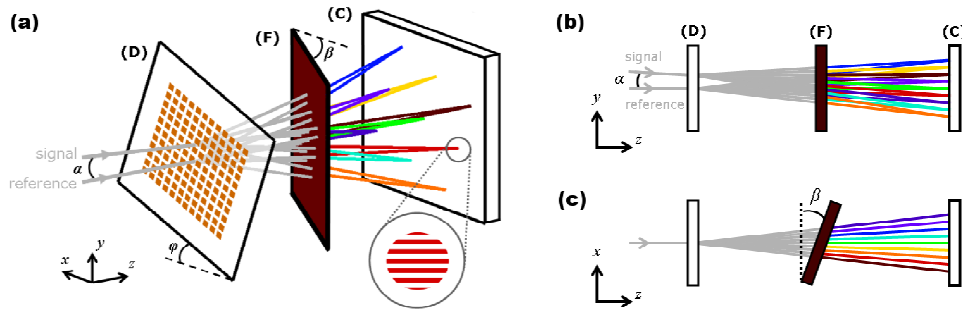 (a)
(D)
(F)
(C)
β
signal
α
reference
φ
x
y
z
(b)
(D)
(F)
(C)
signal
α
reference
y
z
(c)
β
x
z